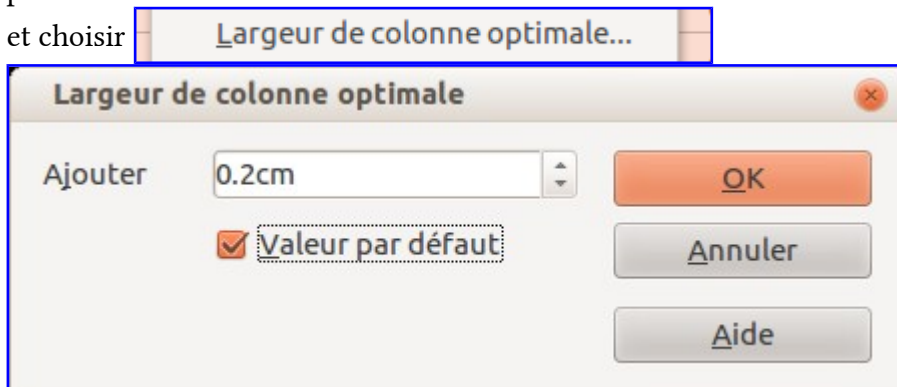 et choisir Largeur de colonne optimale...
Largeur de colonne optimale
Ajouter 0.2cm OK
Valeur par défaut Annuler
Aide